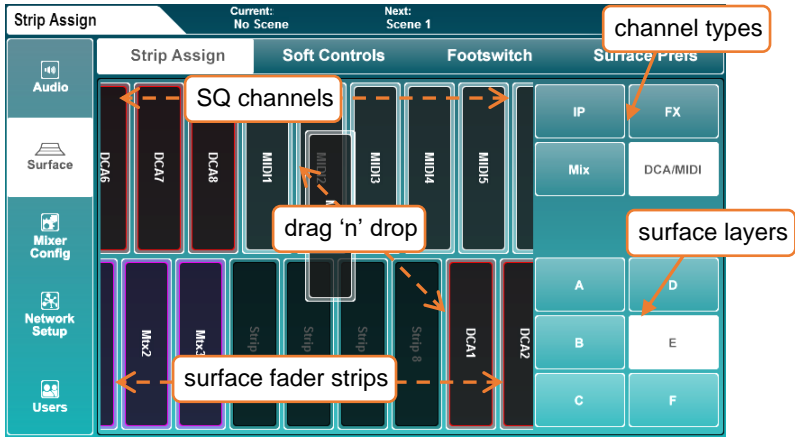 Strip Assign
Current:
No Scene
Next:
Scene 1
channel types
Audio
Surface
Mixer
Config
Network
Setup
Users
Strip Assign
Soft Controls
Footswitch
Surface Prefs
SQ channels
DCA6
DCA7
DCA8
MIDI1
MIDI2
MIDI3
MIDI4
MIDI5
IP
FX
Mix
DCA/MIDI
drag ‘n’ drop
surface layers
A
D
B
E
C
F
Mtx2
Mtx3
Strip
Strip
Strip
Strip 8
DCA1
DCA2
surface fader strips